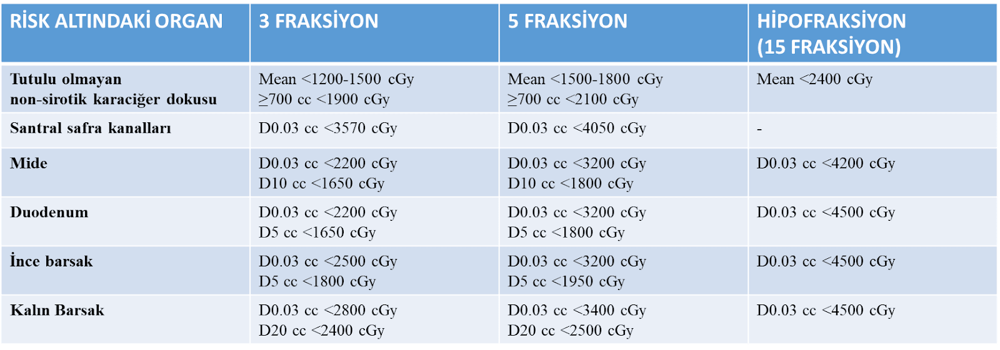 RİSK ALTINDAKİ ORGAN
3 FRAKSİYON
5 FRAKSİYON
HİPOFRAKSİYON
(15 FRAKSİYON)
Tutulu olmayan
non-sirotik karaciğer dokusu
Mean <1200-1500 cGy
≥700 cc <1900 cGy
Mean <1500-1800 cGy
≥700 cc <2100 cGy
Mean <2400 cGy
Santral safra kanalları
D0.03 cc <3570 cGy
D0.03 cc <4050 cGy
-
Mide
D0.03 cc <2200 cGy
D10 cc <1650 cGy
D0.03 cc <3200 cGy
D10 cc <1800 cGy
D0.03 cc <4200 cGy
Duodenum
D0.03 cc <2200 cGy
D5 cc <1650 cGy
D0.03 cc <3200 cGy
D5 cc <1800 cGy
D0.03 cc <4500 cGy
İnce barsak
D0.03 cc <2500 cGy
D5 cc <1800 cGy
D0.03 cc <3200 cGy
D5 cc <1950 cGy
D0.03 cc <4500 cGy
Kalın Barsak
D0.03 cc <2800 cGy
D20 cc <2400 cGy
D0.03 cc <3400 cGy
D20 cc <2500 cGy
D0.03 cc <4500 cGy